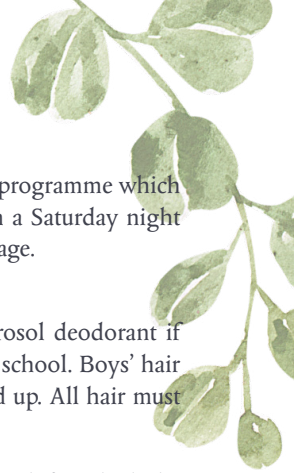 programme which
a Saturday night
age.
rosol deodorant if
school. Boys' hair
d up. All hair must